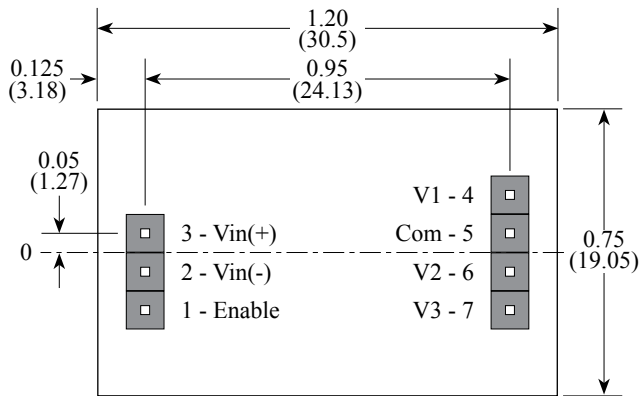 1.20
(30.5)
0.125
(3.18)
0.95
(24.13)
0.05
(1.27)
V1 - 4
3 - Vin(+)
Com - 5
0
0.75
(19.05)
2 - Vin(-)
V2 - 6
1 - Enable
V3 - 7